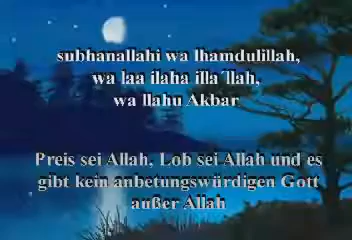 subhanallahi wa lhamdulillah,
wa laa ilaha illa´llah,
wa llahu Akbar
Preis sei Allah, Lob sei Allah und es
gibt kein anbetungswürdigen Gott
außer Allah